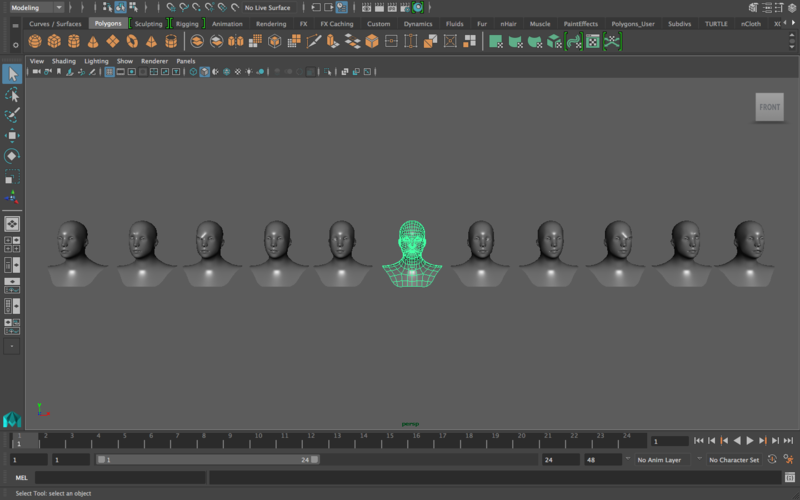 Modeling No Live Surface
Curves / Surfaces Polygons Sculpting Rigging Animation Rendering FX FX Caching Custom Dynamics Fluids Fur nHair Muscle PaintEffects Polygons_User Subdivs TURTLE nCloth
View Shading Lighting Show Renderer Panels
FRONT
persp
1 2 3 4 5 6 7 8 9 10 11 12 13 14 15 16 17 18 19 20 21 22 23 24
1 1
1 1 1 24 24 48 No Anim Layer No Character Set
MEL
Select Tool: select an object